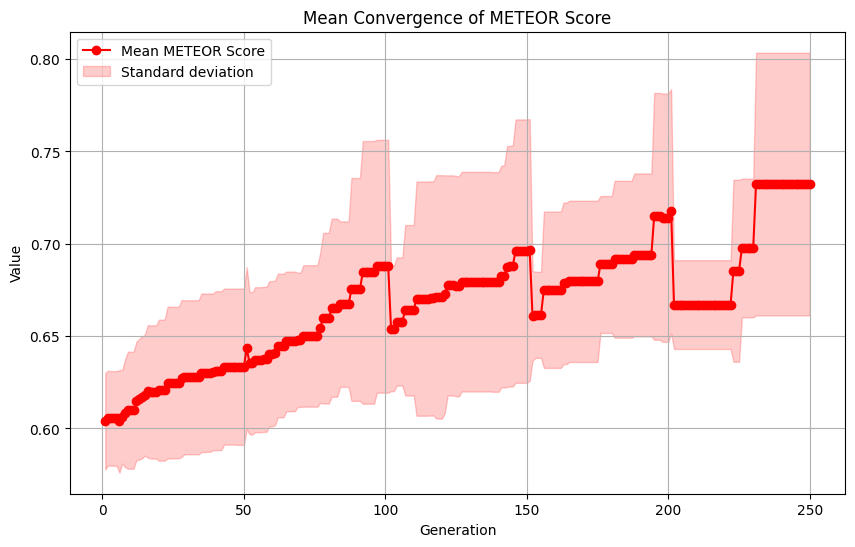 Mean Convergence of METEOR Score
Mean METEOR Score
Standard deviation
0.80
0.75
0.70
0.65
0.60
Value
0
50
100
150
200
250
Generation